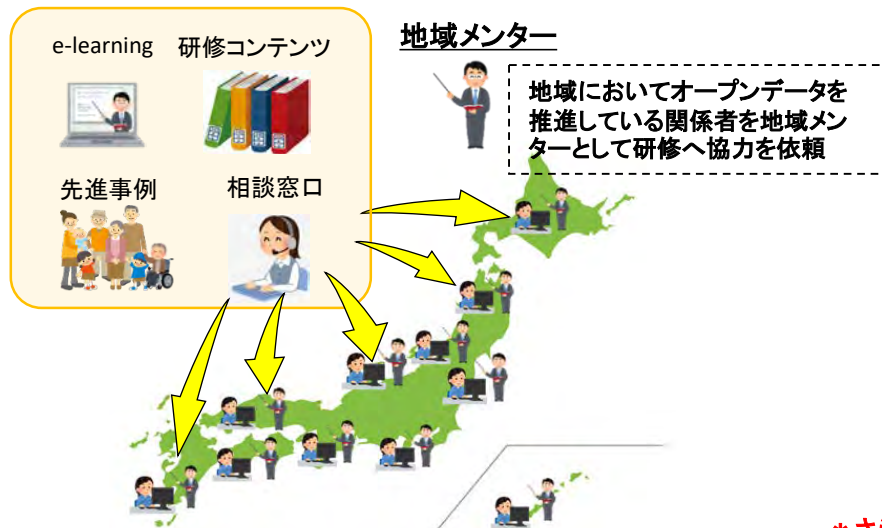 e-learning 研修コンテンツ
先進事例 相談窓口
地域メンター
地域においてオープンデータを
推進している関係者を地域メン
ターとして研修へ協力を依頼